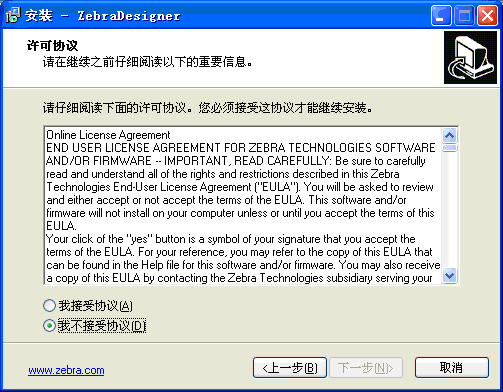 安装 - ZebraDesigner
许可协议
请在继续之前仔细阅读以下的重要信息。
请仔细阅读下面的许可协议。您必须接受这协议才能继续安装。
Online License Agreement
END USER LICENSE AGREEMENT FOR ZEBRA TECHNOLOGIES SOFTWARE
AND/OR FIRMWARE -- IMPORTANT, READ CAREFULLY: Be sure to carefully
read and understand all of the rights and restrictions described in this Zebra
Technologies End-User License Agreement ("EULA"). You will be asked to review
and either accept or not accept the terms of the EULA. This software and/or
firmware will not install on your computer unless or until you accept the terms of this
EULA.
Your click of the "yes" button is a symbol of your signature that you accept the
terms of the EULA. For your reference, you may refer to the copy of this EULA that
can be found in the Help file for this software and/or firmware. You may also receive
a copy of this EULA by contacting the Zebra Technologies subsidiary serving your
我接受协议(A)
我不接受协议(D)
www.zebra.com
<上一步(B)
下一步(N)>
取消